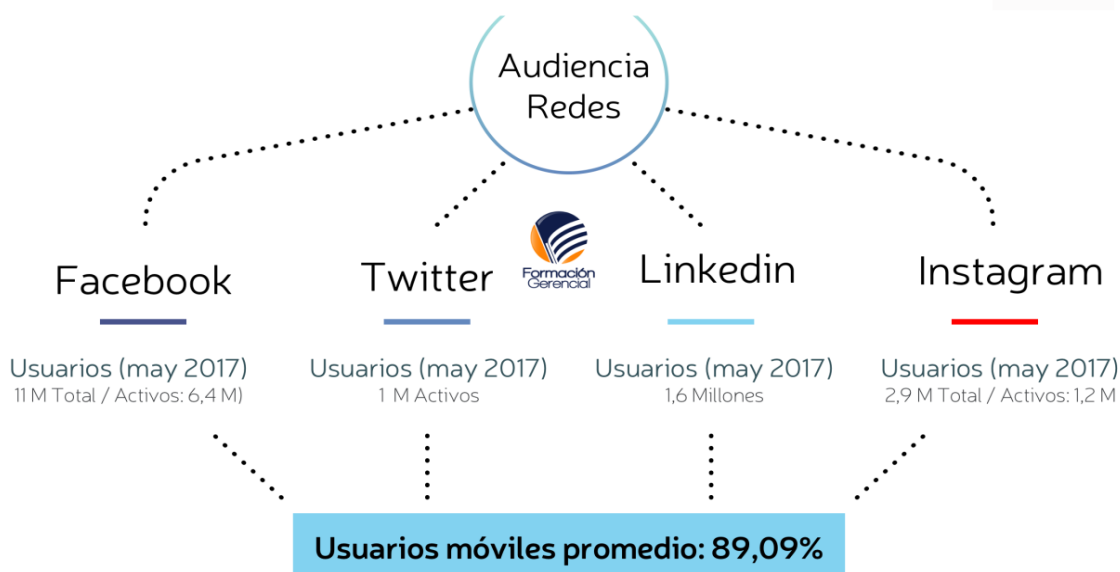 Audiencia
Redes
Formación
Gerencial
Facebook
Twitter
Linkedin
Instagram
Usuarios (may 2017)
11 M Total / Activos: 6,4 M)
Usuarios (may 2017)
1 M Activos
Usuarios (may 2017)
1,6 Millones
Usuarios (may 2017)
2,9 M Total / Activos: 1,2 M
Usuarios móviles promedio: 89,09%